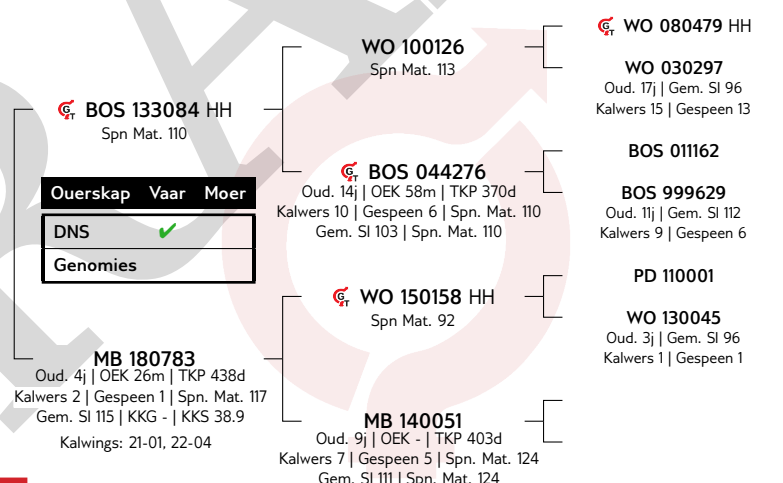 BOS 133084 HH
Spn Mat. 110
Ouerskap Vaar Moer
DNS ✔
Genomies
MB 180783
Oud. 4j | OEK 26m | TKP 438d
Kalwers 2 | Gespeen 1 | Spn. Mat. 117
Gem. SI 115 | KKG - | KKS 38.9
Kalwings: 21-01, 22-04
WO 100126
Spn Mat. 113
BOS 044276
Oud. 14j | OEK 58m | TKP 370d
Kalwers 10 | Gespeen 6 | Spn. Mat. 110
Gem. SI 103 | Spn. Mat. 110
WO 150158 HH
Spn Mat. 92
MB 140051
Oud. 9j | OEK - | TKP 403d
Kalwers 7 | Gespeen 5 | Spn. Mat. 124
Gem. SI 111 | Spn. Mat. 124
WO 080479 HH
WO 030297
Oud. 17j | Gem. SI 96
Kalwers 15 | Gespeen 13
BOS 011162
BOS 999629
Oud. 11j | Gem. SI 112
Kalwers 9 | Gespeen 6
PD 110001
WO 130045
Oud. 3j | Gem. SI 96
Kalwers 1 | Gespeen 1